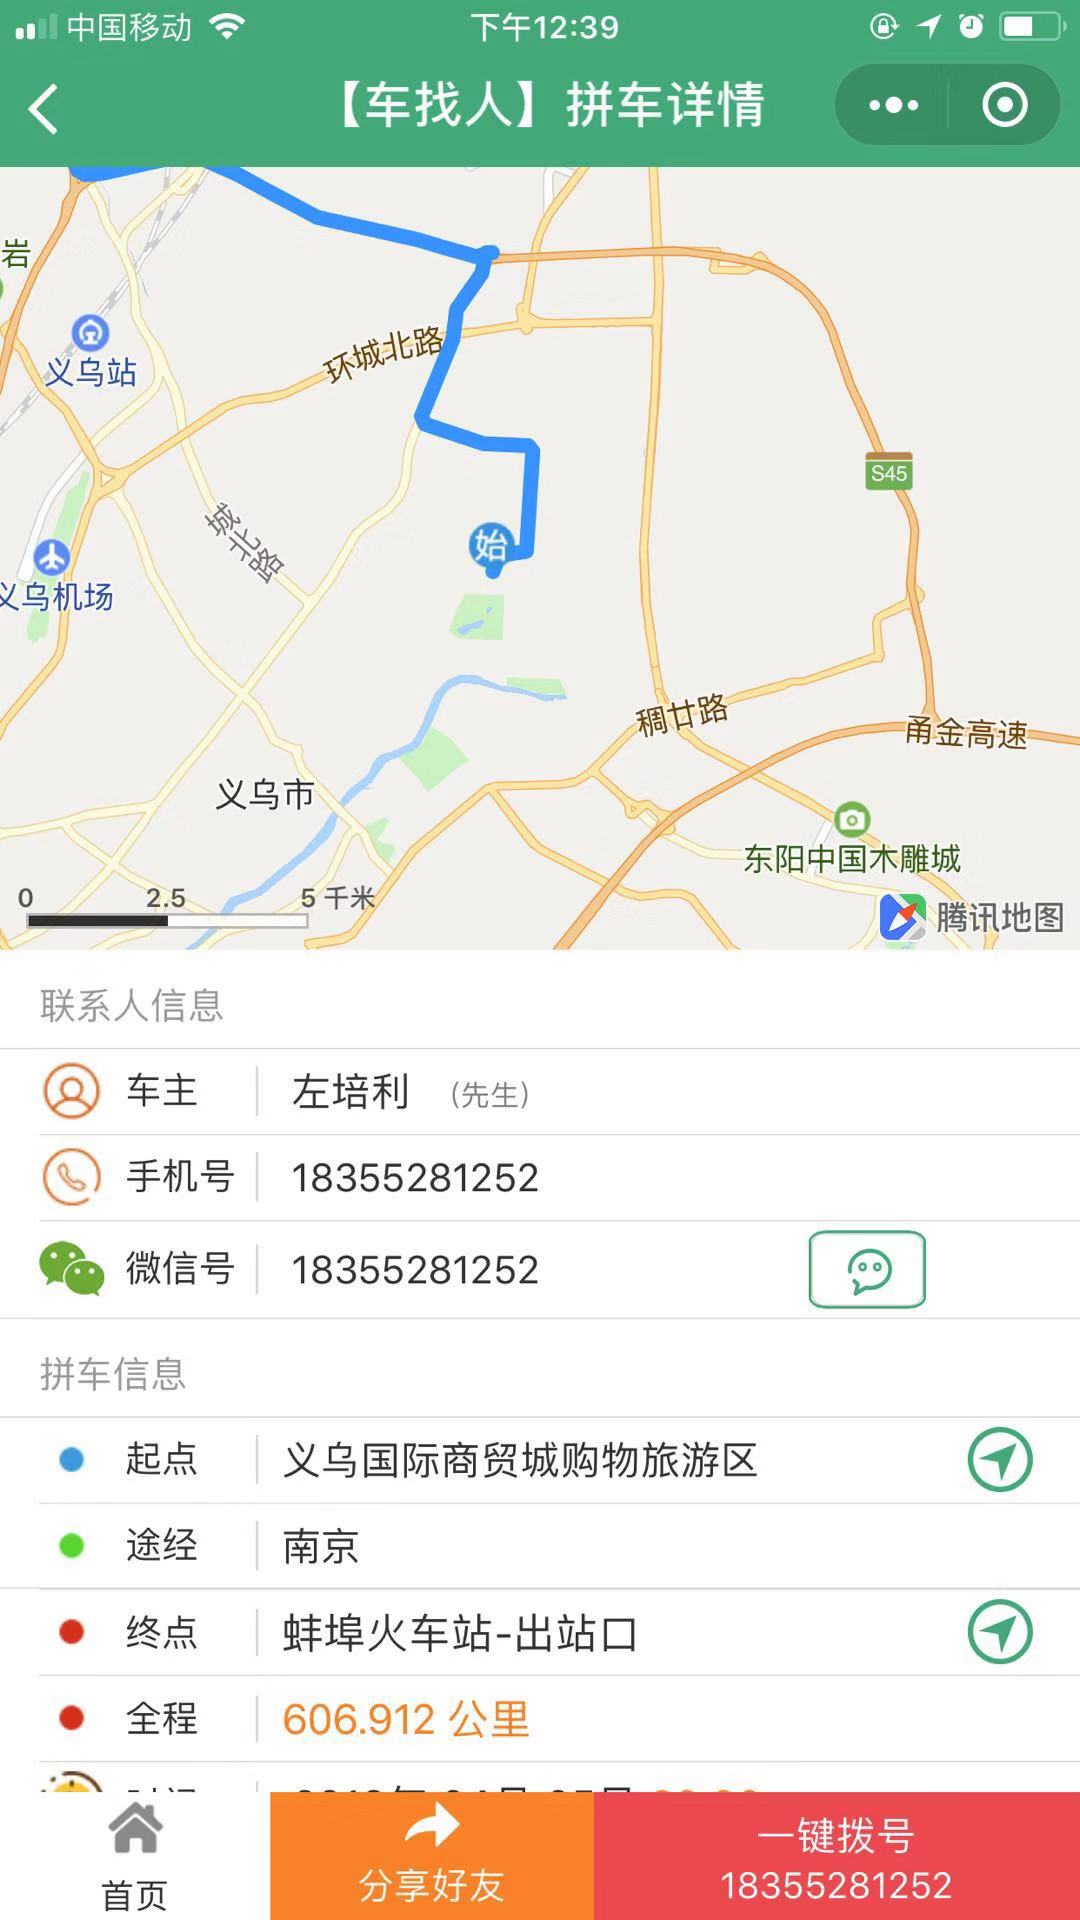 中国移动
下午12:39
【车找人】拼车详情
岩
义乌站
环城北路
S45
城北路
始
义乌机场
稠廿路
甬金高速
义乌市
东阳中国木雕城
0 2.5 5 千米
腾讯地图
联系人信息
车主 左培利 (先生)
手机号 18355281252
微信号 18355281252
拼车信息
起点 义乌国际商贸城购物旅游区
途经 南京
终点 蚌埠火车站-出站口
全程 606.912 公里
首页
分享好友
一键拨号
18355281252